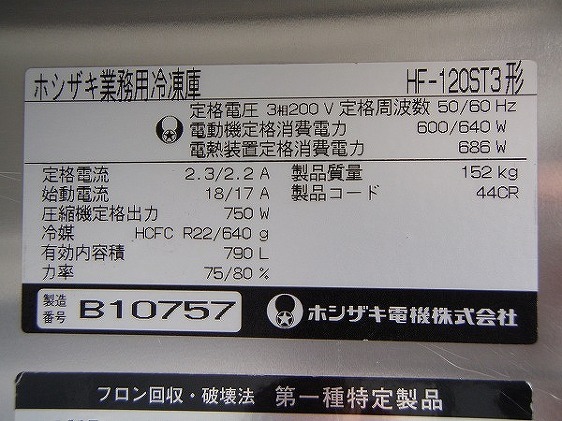 ホシザキ業務用冷凍庫 HF-120ST3形
定格電圧 3相200 V 定格周波数 50/60 Hz
電動機定格消費電力 600/640 W
電熱装置定格消費電力 686 W
定格電流 2.3/2.2 A 製品質量 152 kg
始動電流 18/17 A 製品コード 44CR
圧縮機定格出力 750 W
冷媒 HCFC R22/640 g
有効内容積 790 L
力率 75/80 %
製造番号 B10757 ホシザキ電機株式会社
フロン回収・破壊法 第一種特定製品